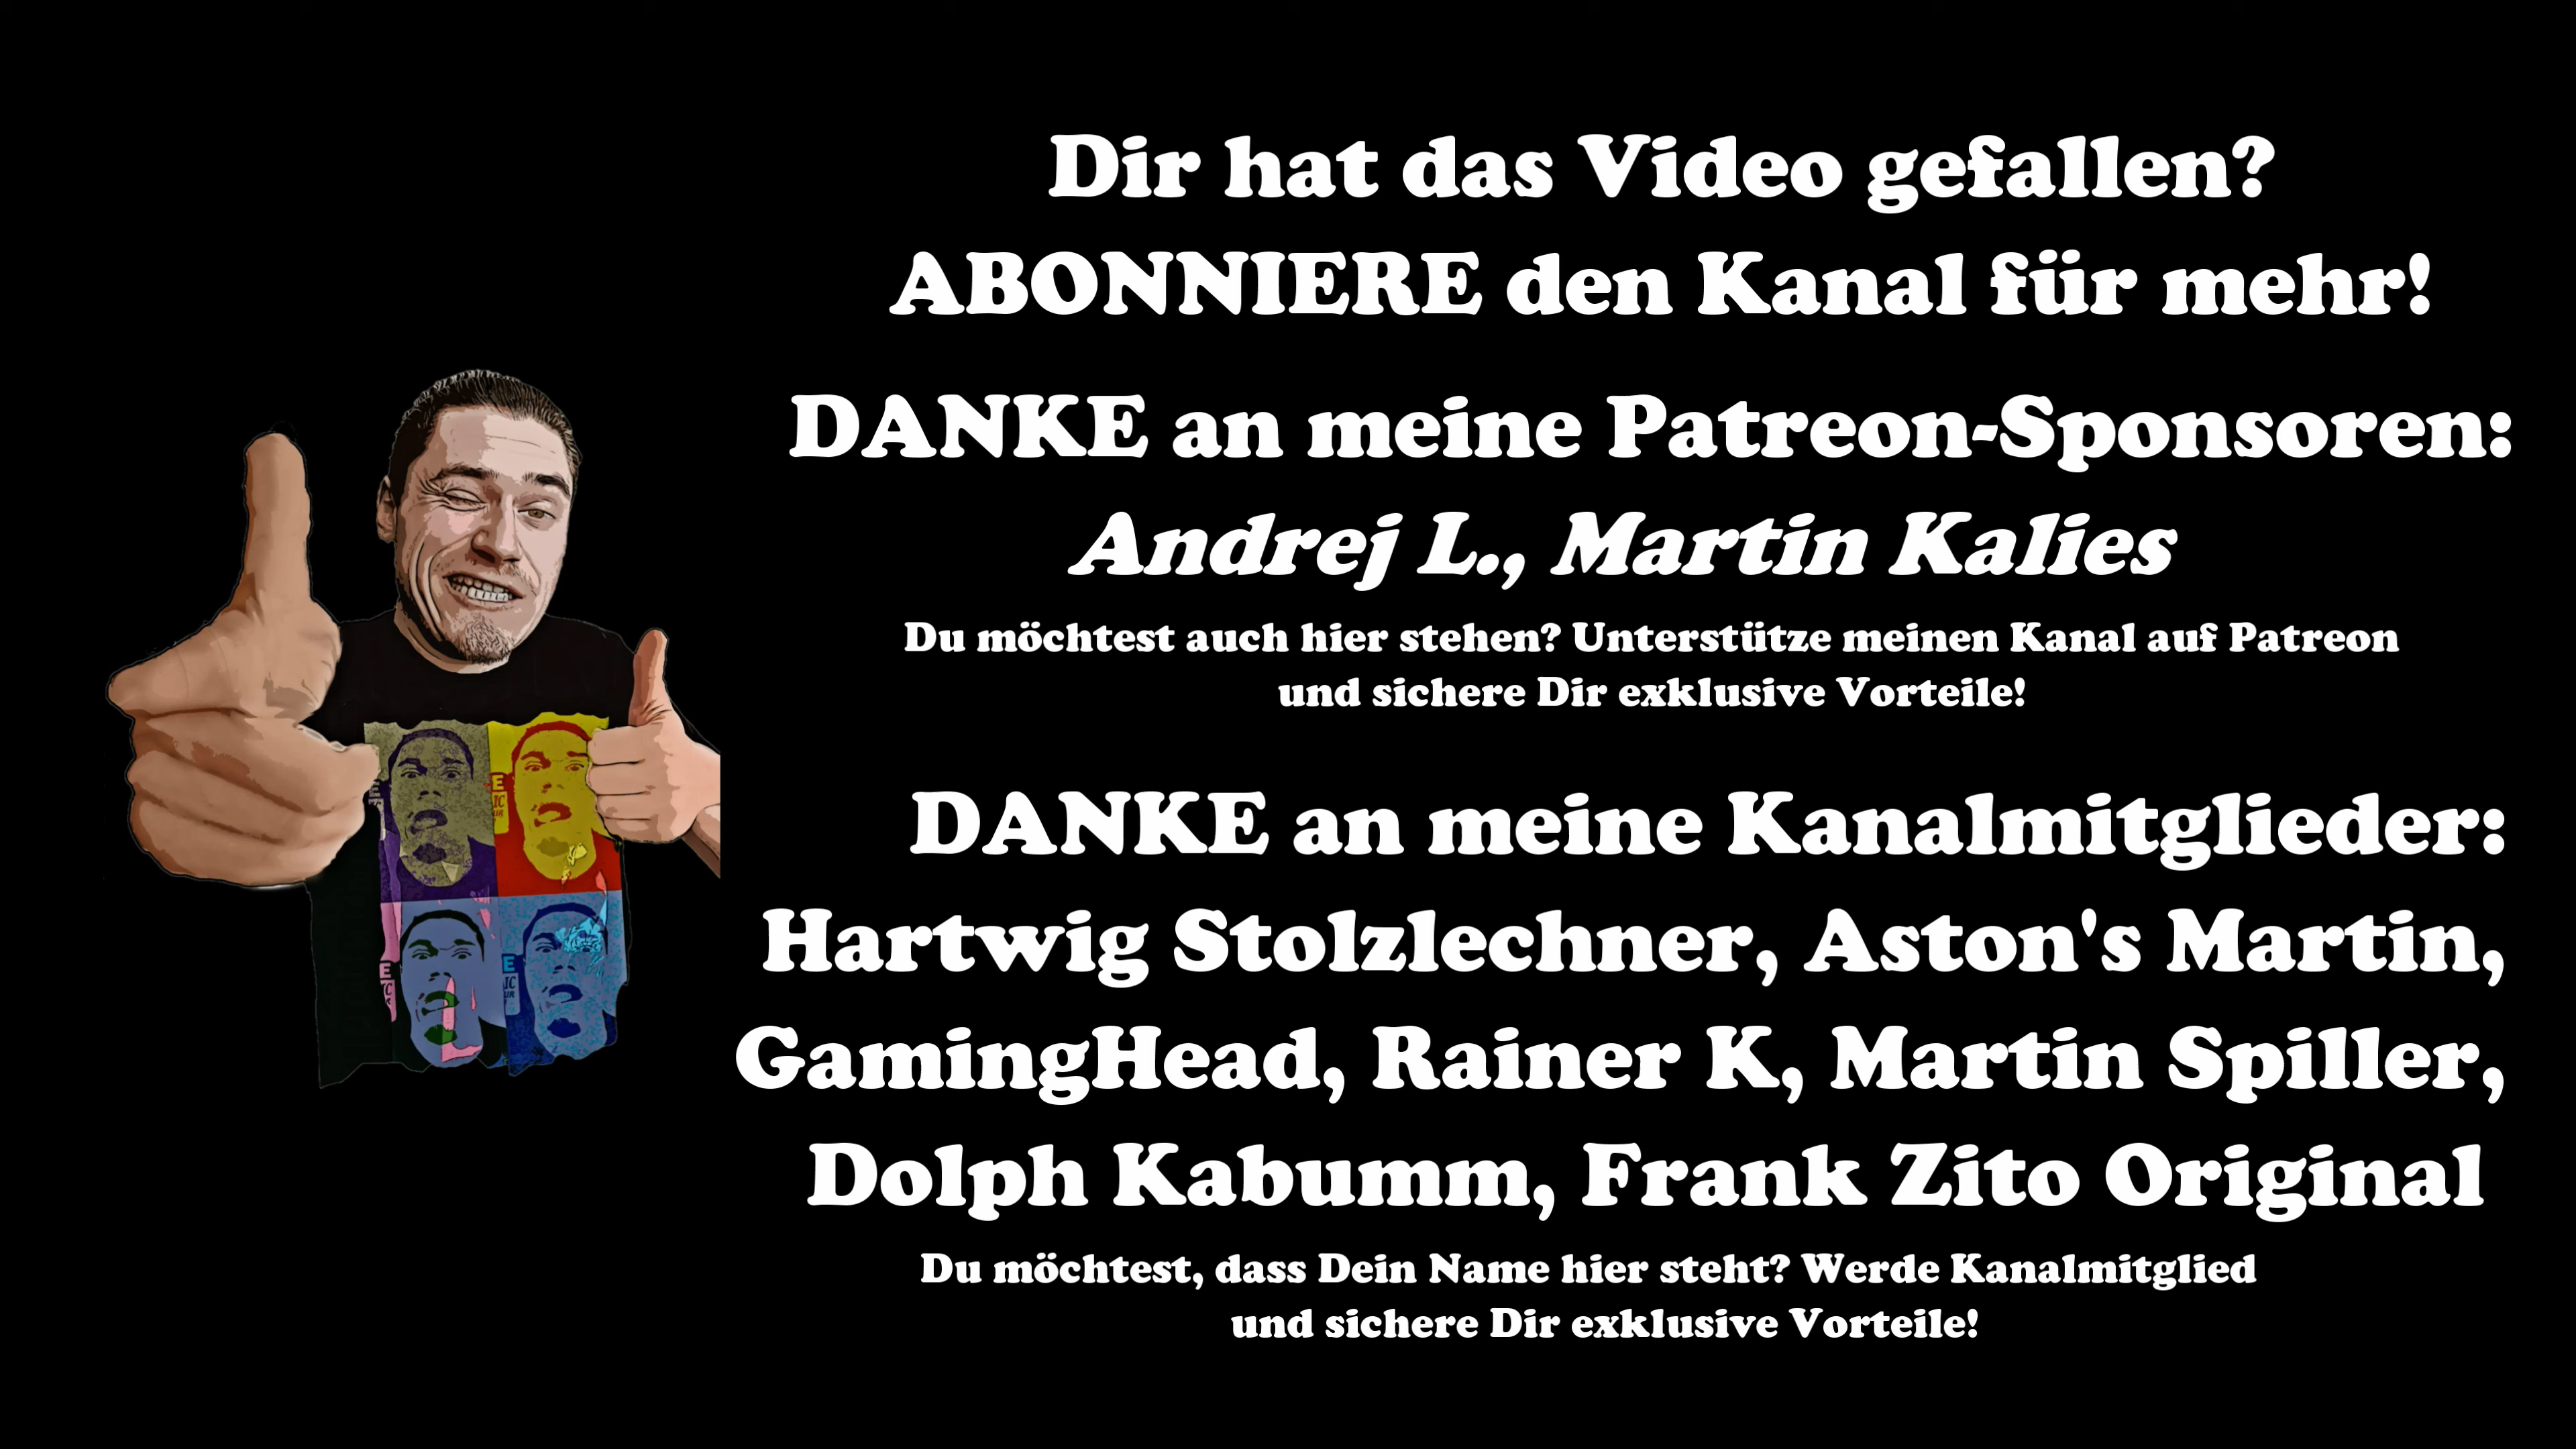 Dir hat das Video gefallen?
ABONNIERE den Kanal für mehr!
DANKE an meine Patreon-Sponsoren:
Andrej L., Martin Kalies
Du möchtest auch hier stehen? Unterstütze meinen Kanal auf Patreon
und sichere Dir exklusive Vorteile!
DANKE an meine Kanalmitglieder:
Hartwig Stolzlechner, Aston's Martin,
GamingHead, Rainer K, Martin Spiller,
Dolph Kabumm, Frank Zito Original
Du möchtest, dass Dein Name hier steht? Werde Kanalmitglied
und sichere Dir exklusive Vorteile!